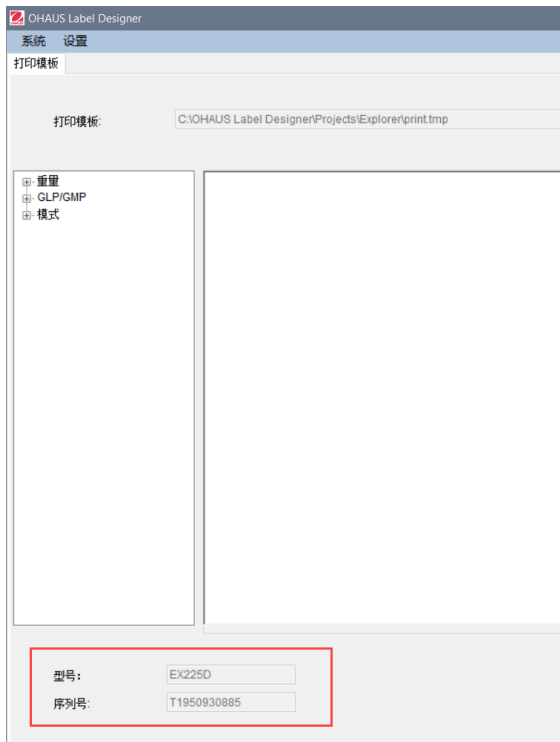 OHAUS Label Designer
系统 设置
打印模板
打印模板: C:\OHAUS Label Designer\Projects\Explorer\print.tmp
重量
GLP/GMP
模式
型号： EX225D
序列号: T1950930885